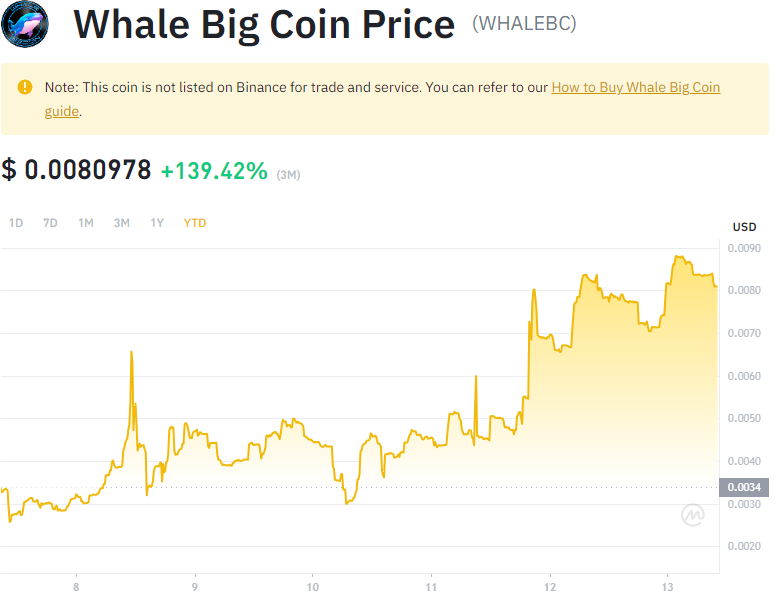 Whale Big Coin Price (WHALEBC)
Note: This coin is not listed on Binance for trade and service. You can refer to our How to Buy Whale Big Coin
guide.
$ 0.0080978 +139.42% (3M)
1D 7D 1M 3M 1Y YTD
USD
0.0090
0.0080
0.0070
0.0060
0.0050
0.0040
0.0034
0.0030
0.0020
8 9 10 11 12 13